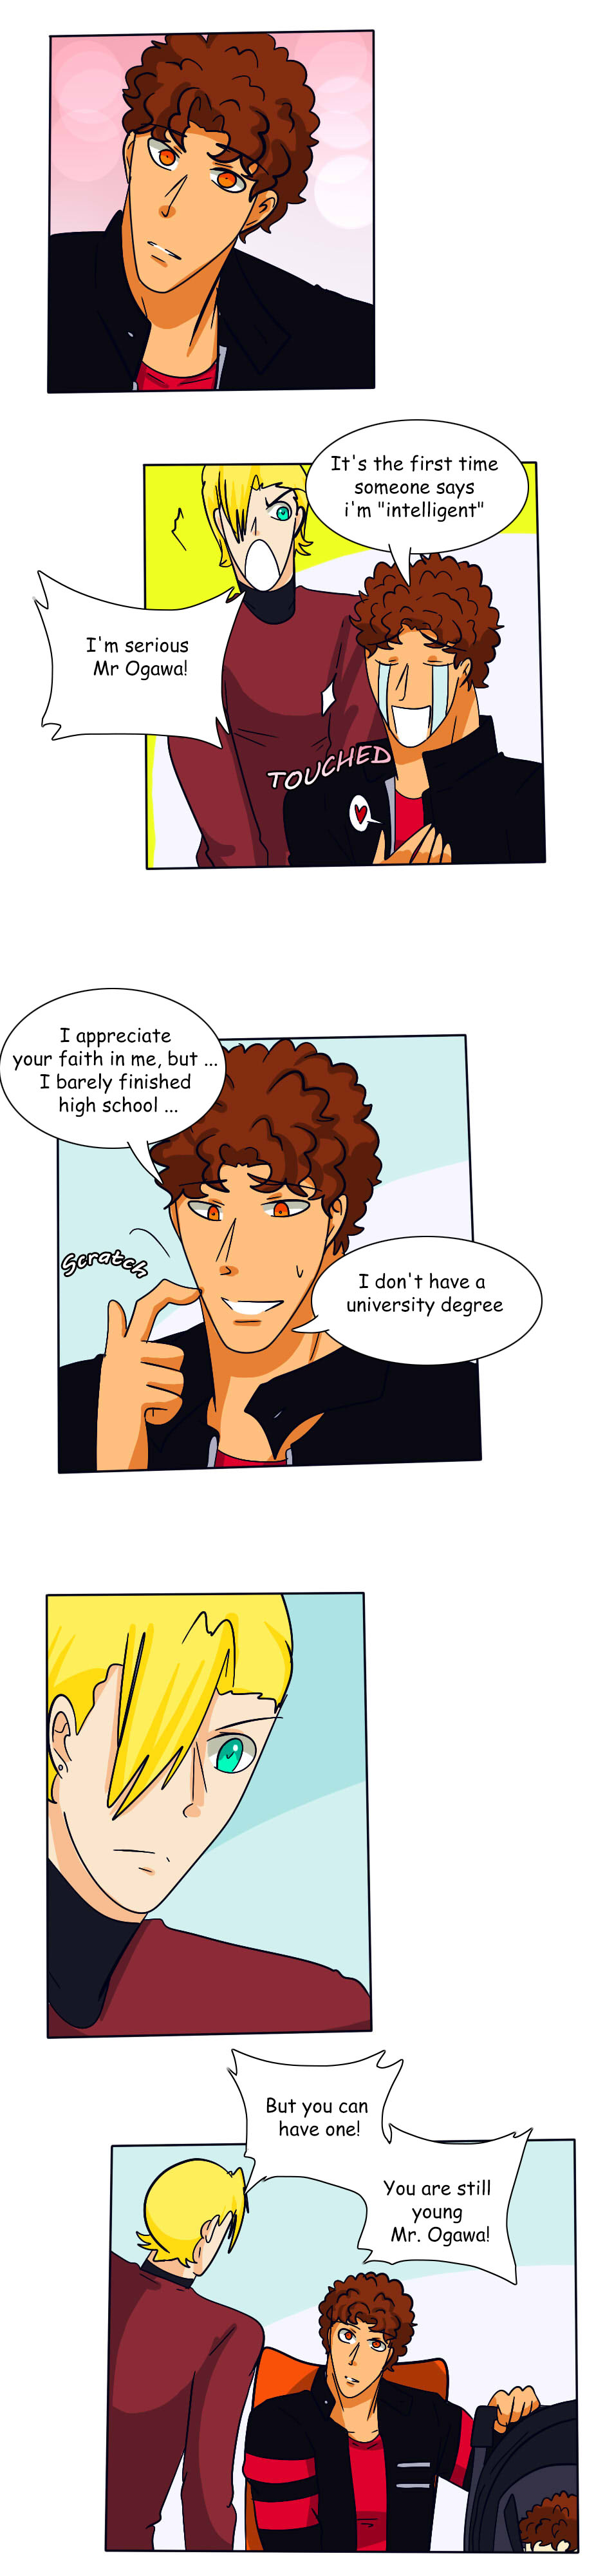 It's the first time
someone says
i'm "intelligent"
I'm serious
Mr Ogawa!
TOUCHED
I appreciate
your faith in me, but ...
I barely finished
high school ...
Scratch
I don't have a
university degree
But you can
have one!
You are still
young
Mr. Ogawa!